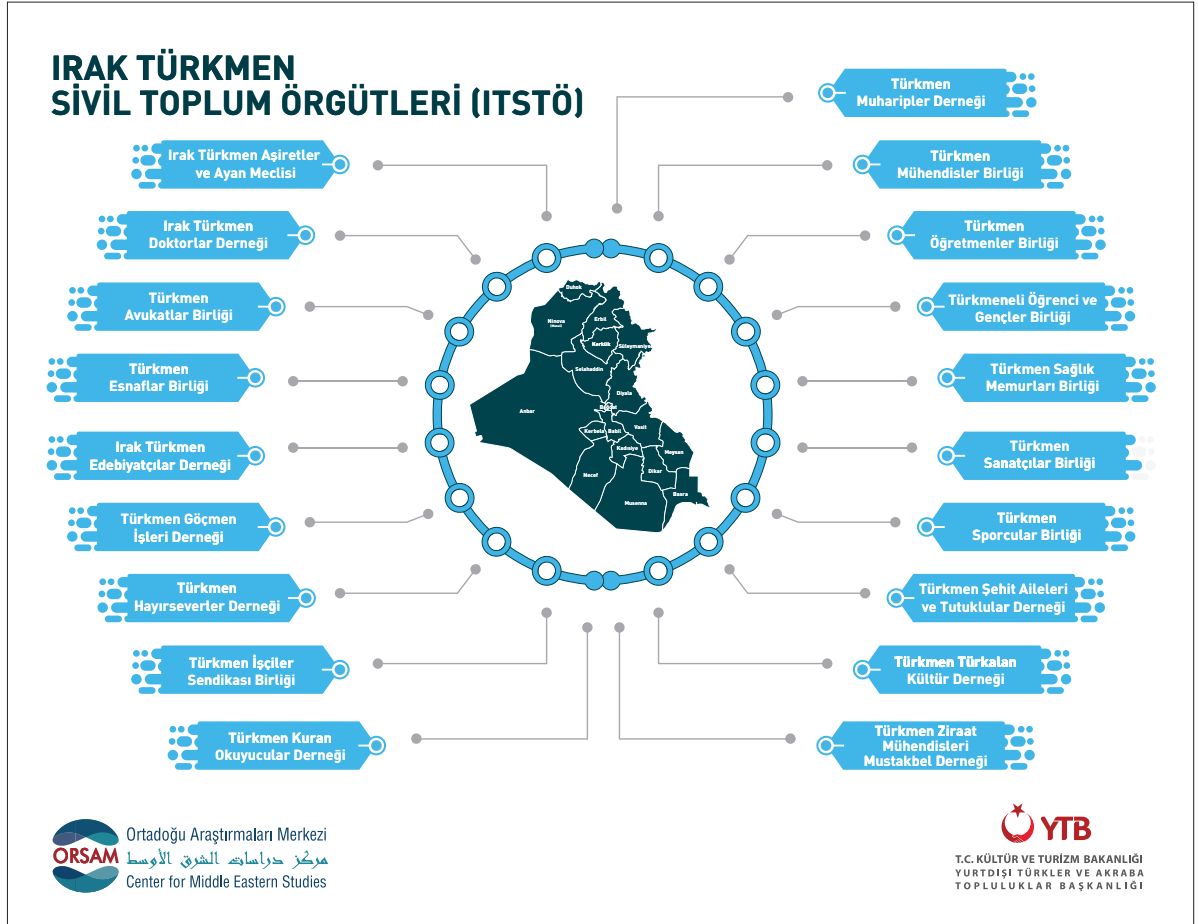 IRAK TÜRKMEN
SİVİL TOPLUM ÖRGÜTLERİ (ITSTÖ)
Irak Türkmen Aşiretler
ve Ayan Meclisi
Irak Türkmen
Doktorlar Derneği
Türkmen
Avukatlar Birliği
Türkmen
Esnaflar Birliği
Irak Türkmen
Edebiyatçılar Derneği
Türkmen Göçmen
İşleri Derneği
Türkmen
Hayırseverler Derneği
Türkmen İşçiler
Sendikası Birliği
Türkmen Kuran
Okuyucular Derneği
Türkmen
Muharipler Derneği
Türkmen
Mühendisler Birliği
Türkmen
Öğretmenler Birliği
Türkmeneli Öğrenci ve
Gençler Birliği
Türkmen Sağlık
Memurları Birliği
Türkmen
Sanatçılar Birliği
Türkmen
Sporcular Birliği
Türkmen Şehit Aileleri
ve Tutuklular Derneği
Türkmen Türkalan
Kültür Derneği
Türkmen Ziraat
Mühendisleri
Mustakbel Derneği
Duhok
Ninova
(Musul)
Erbil
Kerkük
Süleymaniye
Selahaddin
Diyala
Anbar
Bağdat
Kerbela
Babil
Vasit
Kadisiye
Maysan
Necef
Dikar
Musanna
Basra
ORSAM
Ortadoğu Araştırmaları Merkezi
مركز دراسات الشرق الأوسط
Center for Middle Eastern Studies
YTB
T.C. KÜLTÜR VE TURİZM BAKANLIĞI
YURTDIŞI TÜRKLER VE AKRABA
TOPLULUKLAR BAŞKANLIĞI